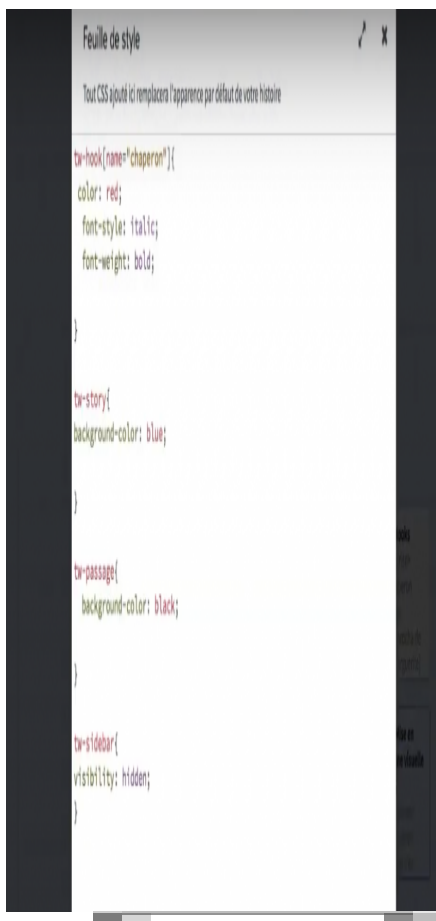 Feuille de style
Tout CSS ajouté ici remplacera l'apparence par défaut de votre histoire
tw-hook[name="chaperon"]{
color: red;
font-style: italic;
font-weight: bold;
}
tw-story{
background-color: blue;
}
tw-passage{
background-color: black;
}
tw-sidebar{
visibility: hidden;
}